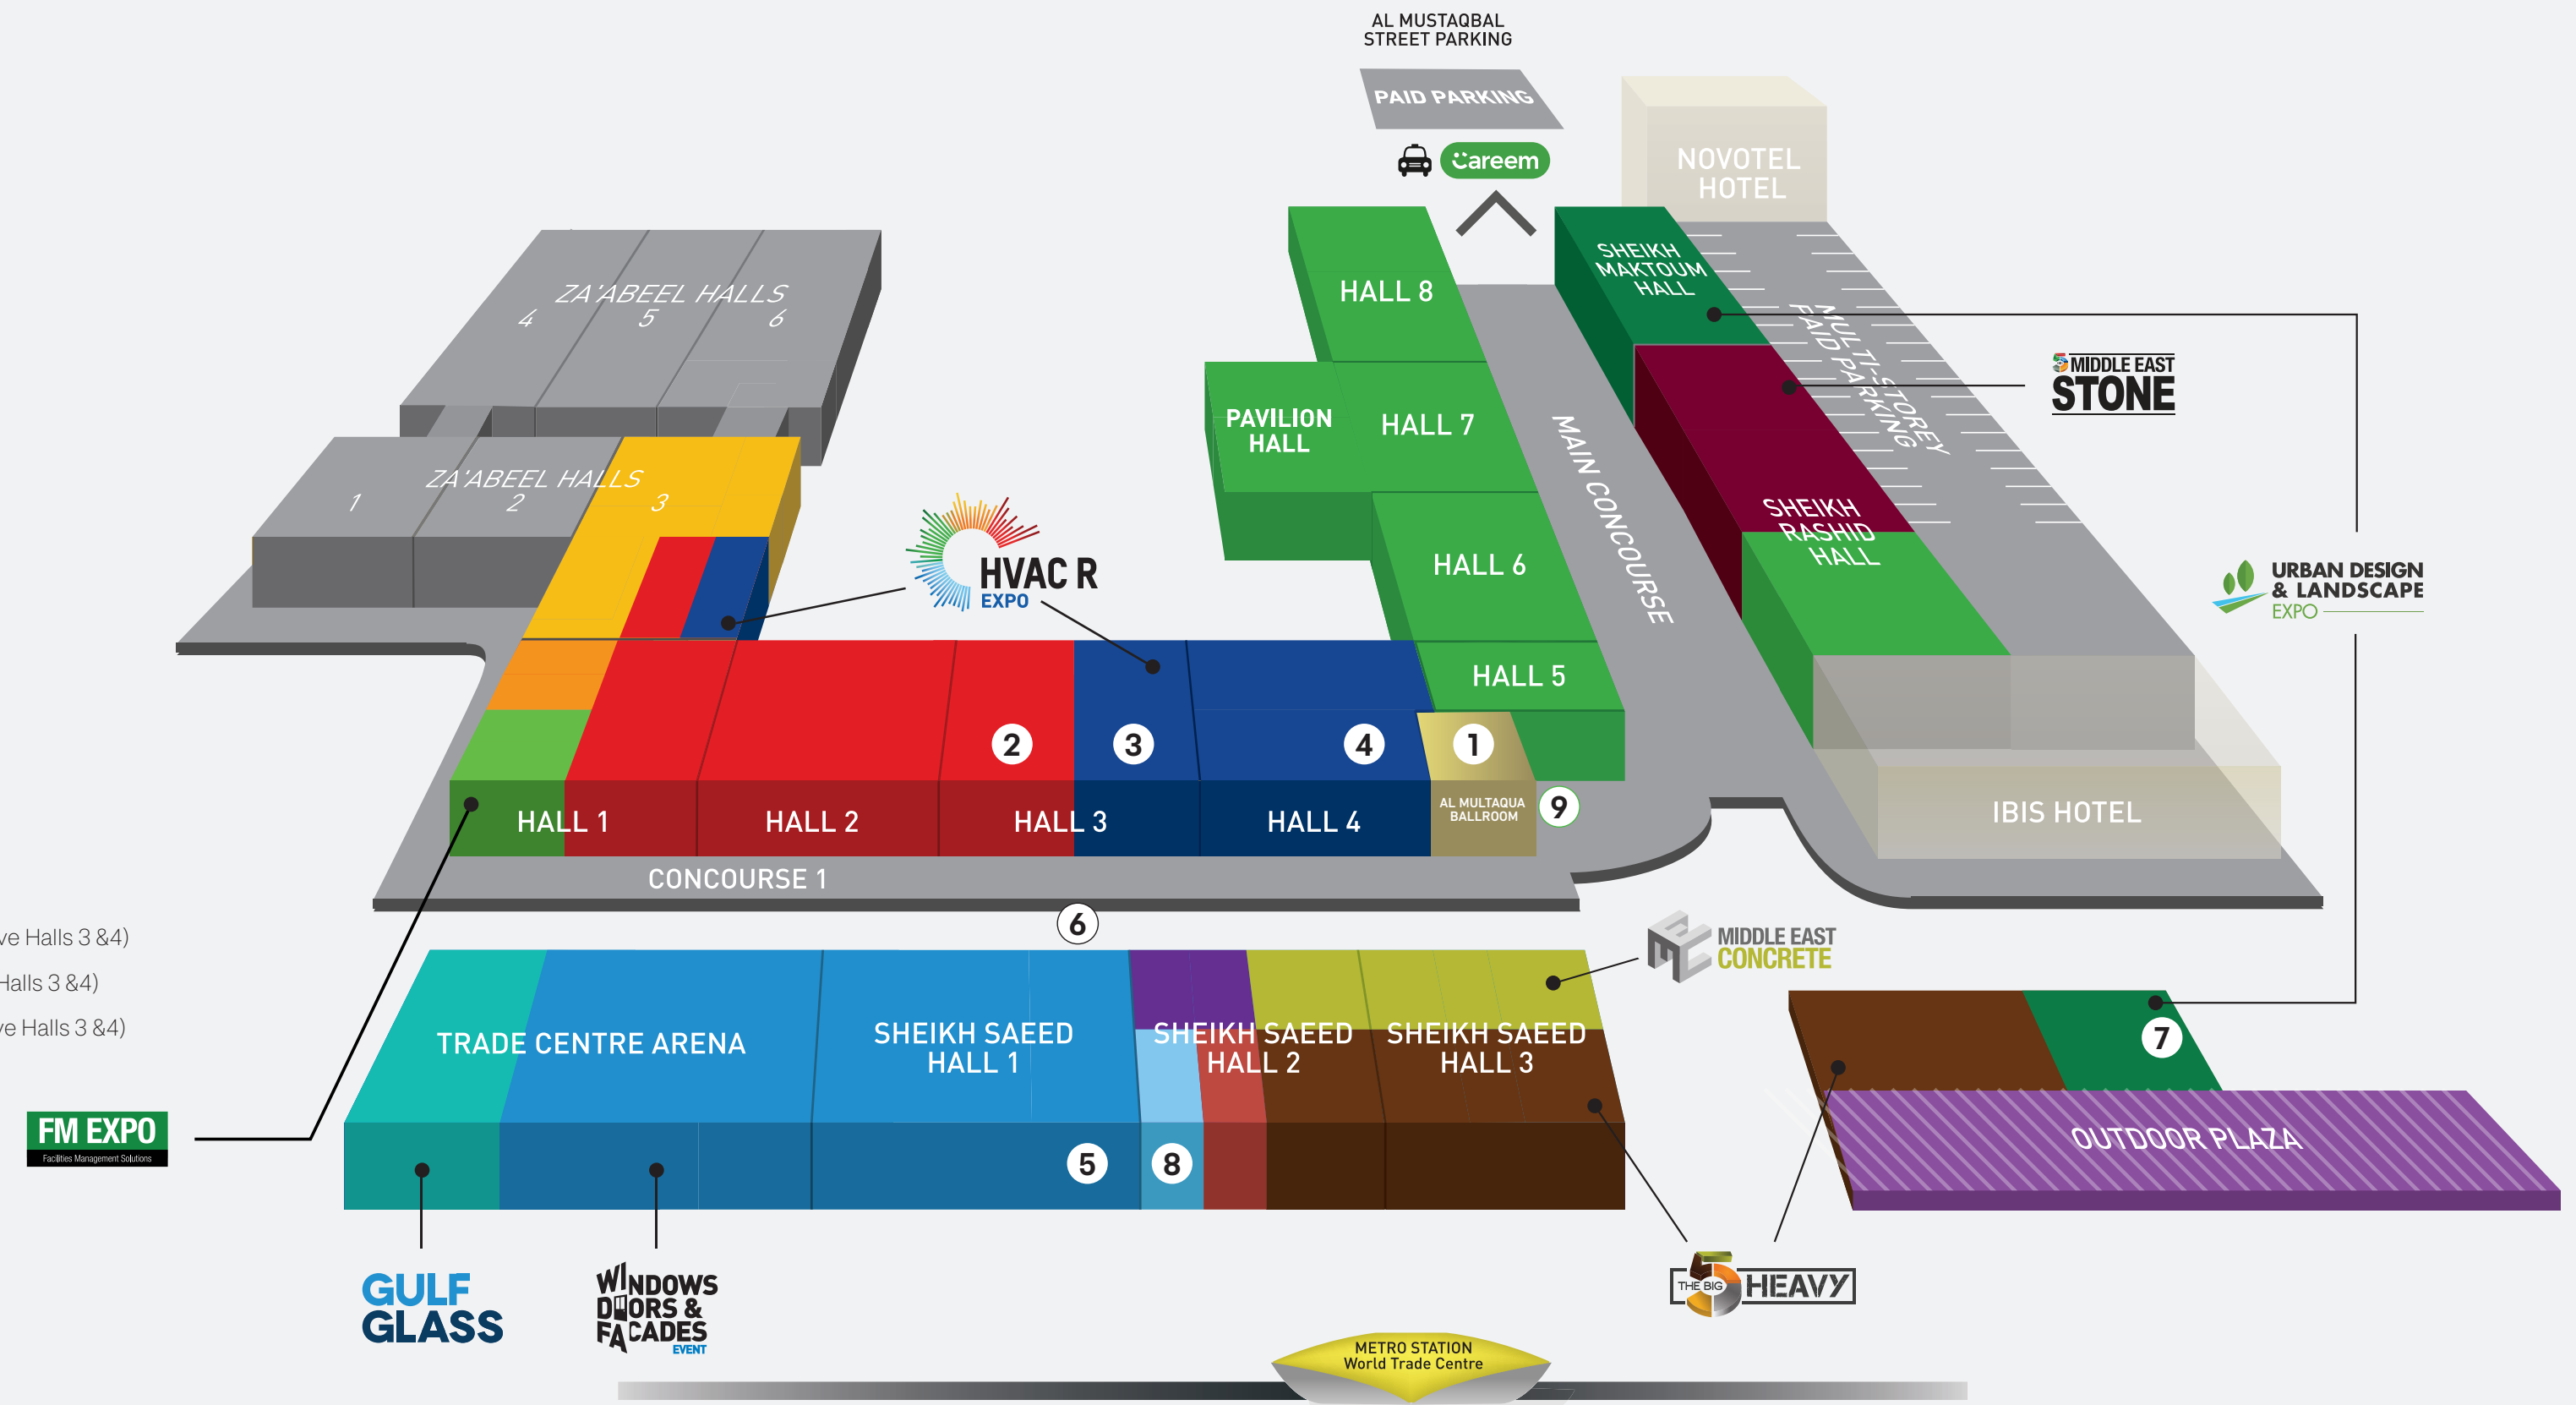 AL MUSTAQBAL
STREET PARKING
PAID PARKING
Careem
NOVOTEL
HOTEL
SHEIKH
MAKTOUM
HALL
MULTI-STOREY
PAID PARKING
MIDDLE EAST
STONE
SHEIKH
RASHID
HALL
URBAN DESIGN
& LANDSCAPE
EXPO
IBIS HOTEL
MAIN CONCOURSE
HALL 8
PAVILION
HALL
HALL 7
HALL 6
HALL 5
ZA'ABEEL HALLS
4
5
6
ZA'ABEEL HALLS
1
2
3
HVAC R
EXPO
2
3
4
1
HALL 1
HALL 2
HALL 3
HALL 4
AL MULTAQUA
BALLROOM
9
CONCOURSE 1
6
ve Halls 3 &4)
Halls 3 &4)
ve Halls 3 &4)
FM EXPO
Facilities Management Solutions
TRADE CENTRE ARENA
SHEIKH SAEED
HALL 1
SHEIKH SAEED
HALL 2
SHEIKH SAEED
HALL 3
5
8
MIDDLE EAST
CONCRETE
7
OUTDOOR PLAZA
GULF
GLASS
WINDOWS
DOORS &
FACADES
EVENT
THE BIG 5 HEAVY
METRO STATION
World Trade Centre